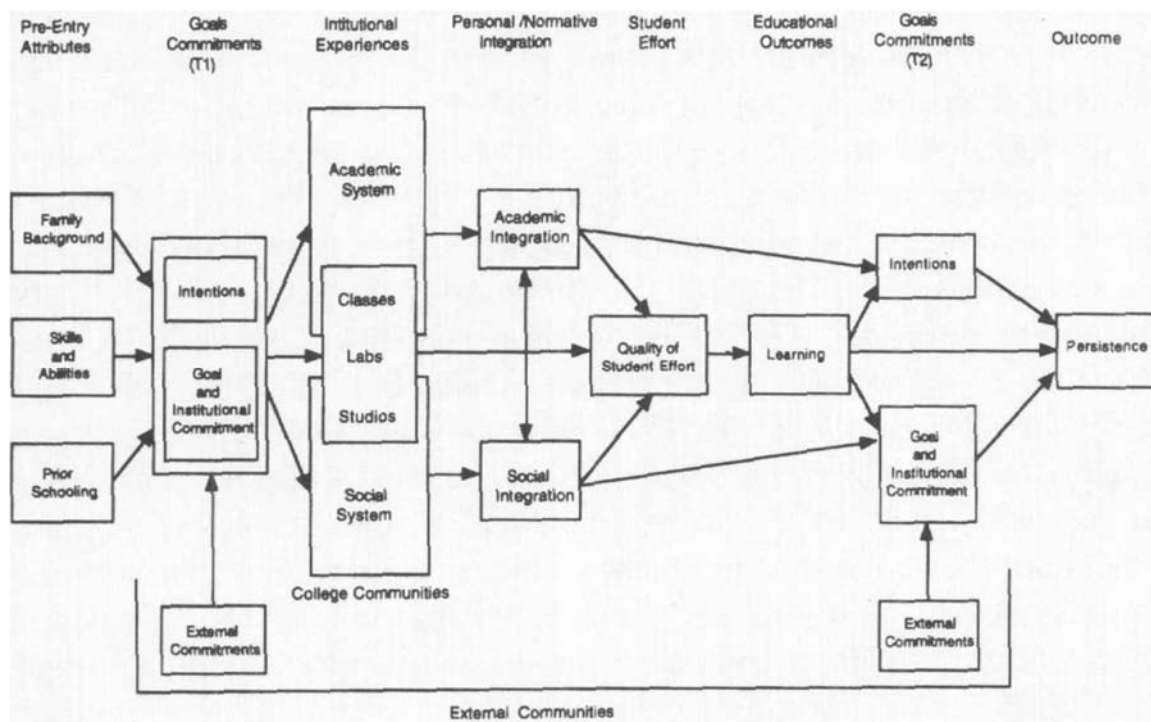 Pre-Entry
Attributes
Goals
Commitments
(T1)
Intitutional
Experiences
Personal /Normative
Integration
Student
Effort
Educational
Outcomes
Goals
Commitments
(T2)
Outcome
Family
Background
Skills
and
Abilities
Prior
Schooling
Intentions
Goal
and
Institutional
Commitment
External
Commitments
Academic
System
Classes
Labs
Studios
Social
System
College Communities
Academic
Integration
Social
Integration
Quality of
Student Effort
Learning
Intentions
Goal
and
Institutional
Commitment
External
Commitments
Persistence
External Communities